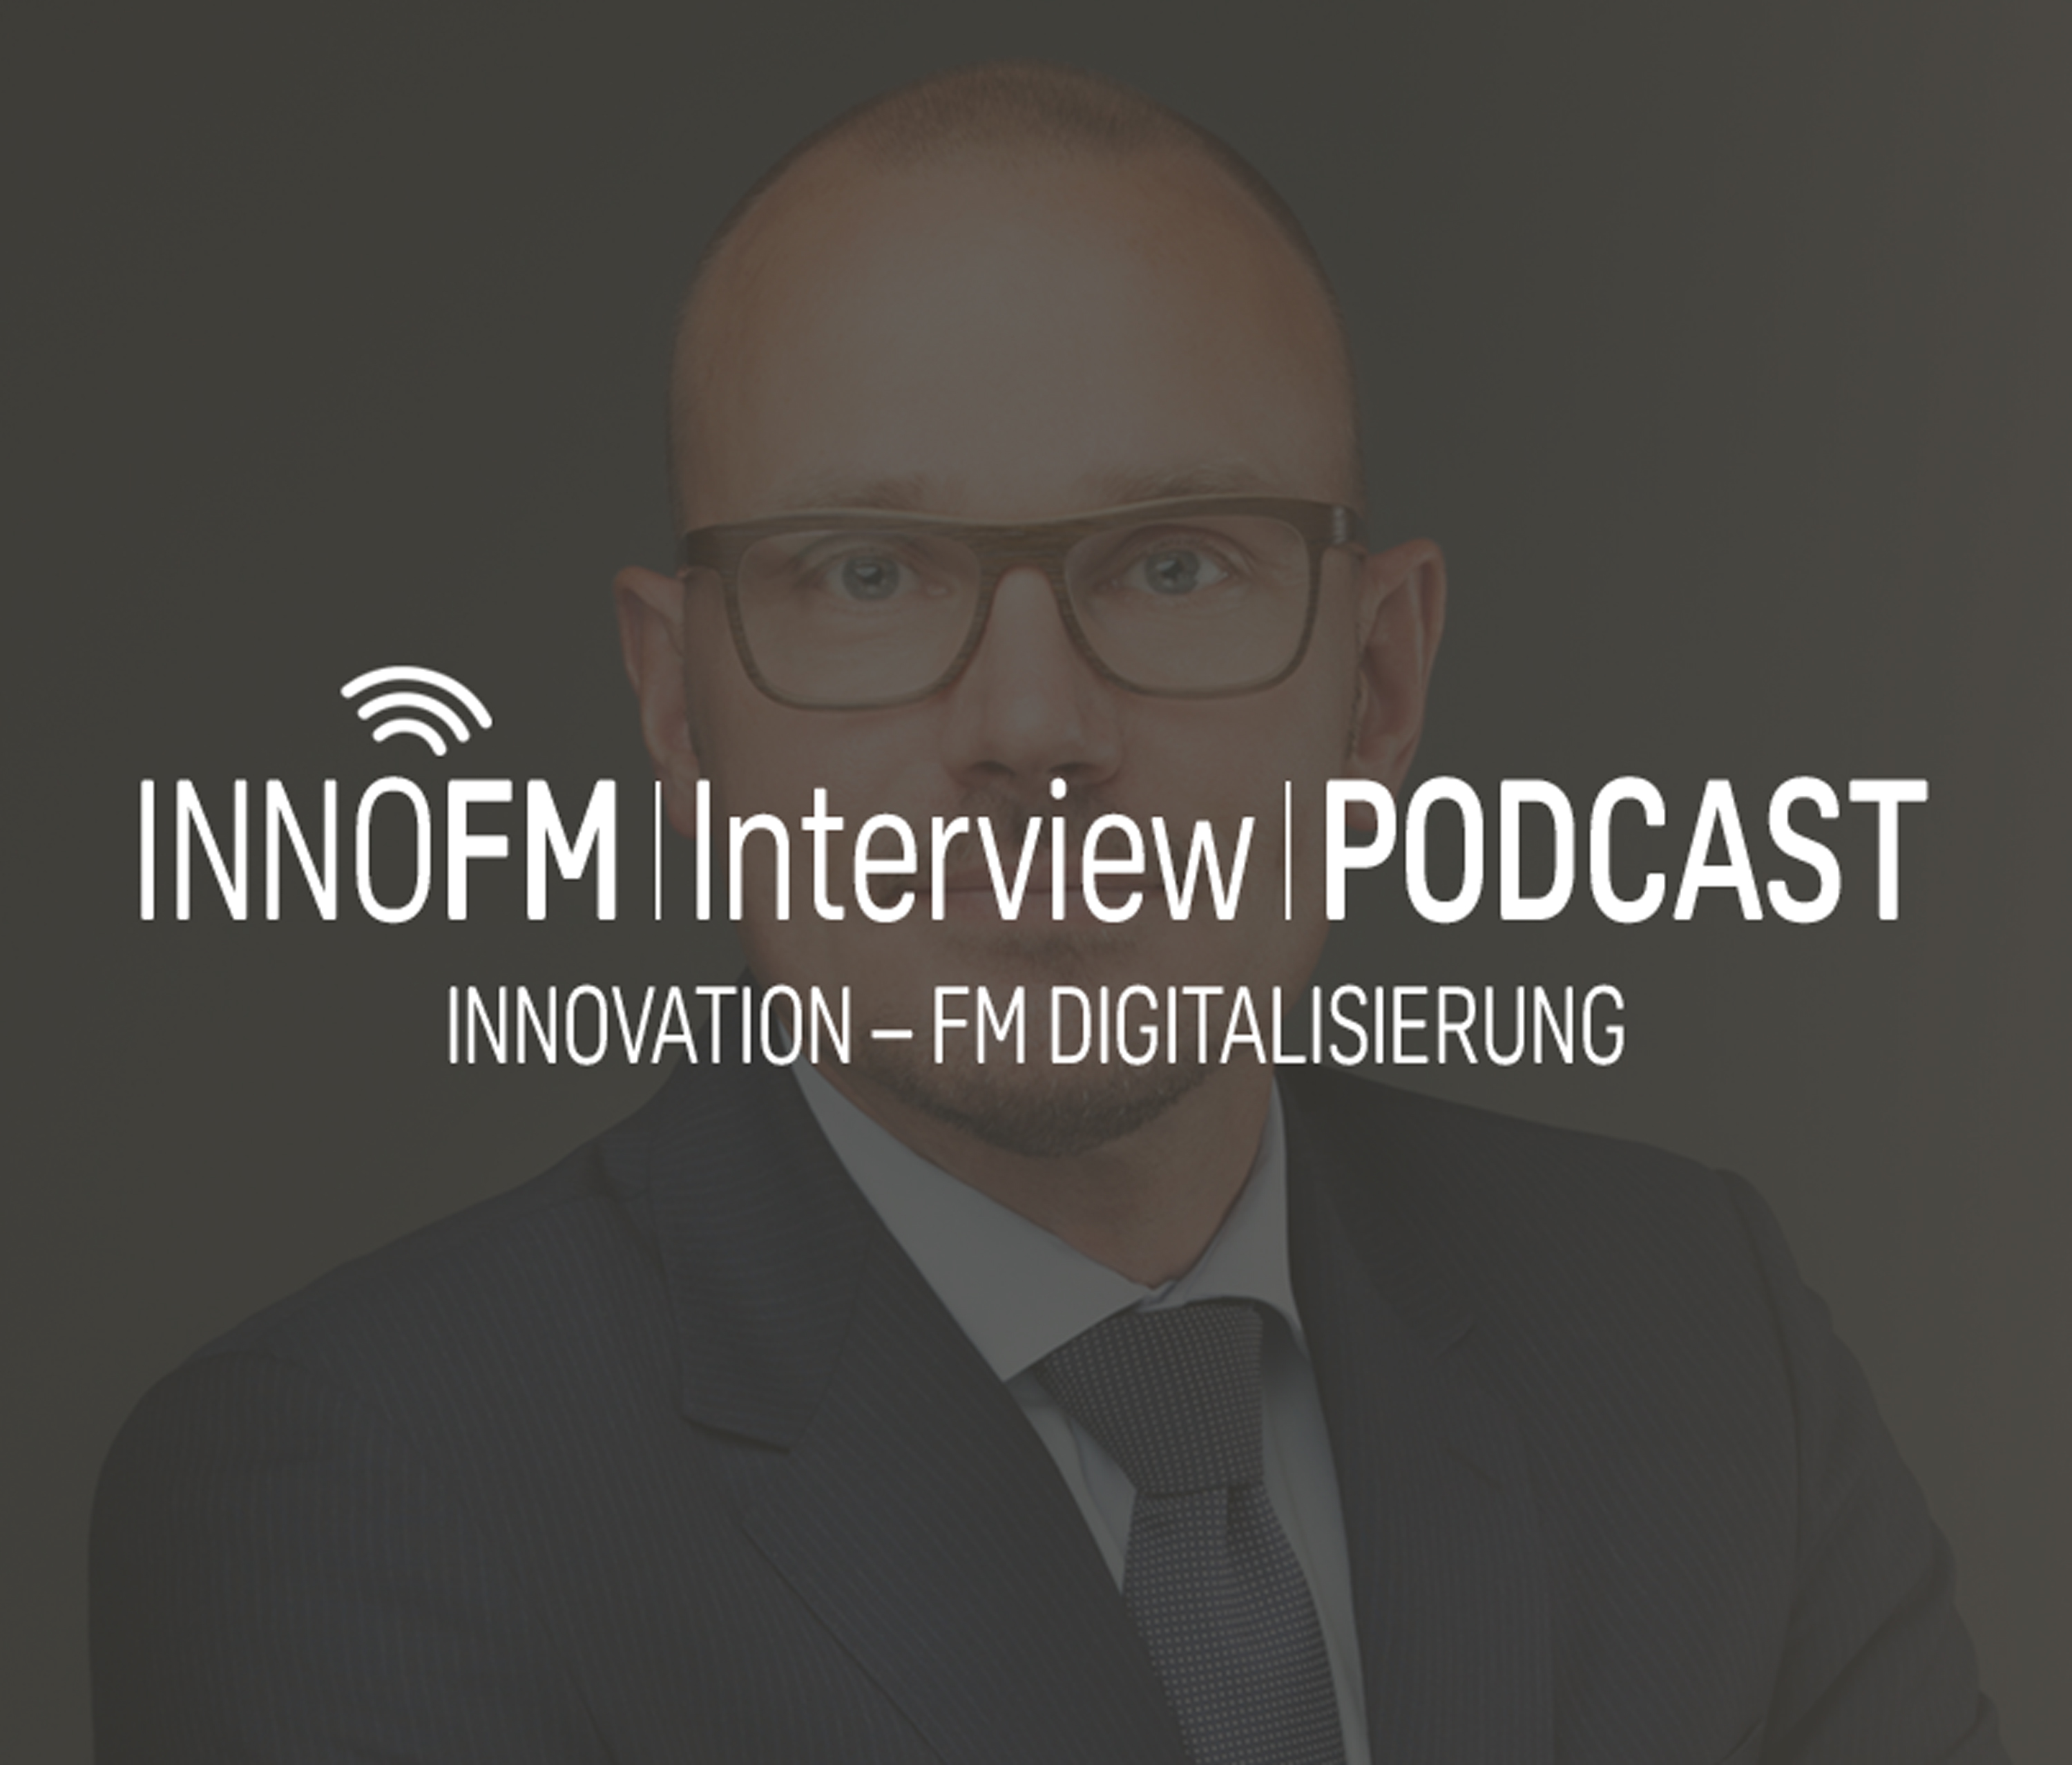 INNOFM | Interview | PODCAST
INNOVATION – FM DIGITALISIERUNG